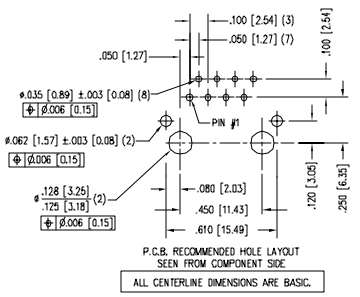 .100 [2.54] (3)
.050 [1.27] (7)
.050 [1.27]
.100 [2.54]
ø.035 [0.89] ±.003 [0.08] (8)
⌖ ø.006 [0.15]
PIN #1
ø.062 [1.57] ±.003 [0.08] (2)
⌖ ø.006 [0.15]
ø .128 [3.25]
.125 [3.18] (2)
⌖ ø.006 [0.15]
.080 [2.03]
.450 [11.43]
.610 [15.49]
.120 [3.05]
.250 [6.35]
P.C.B. RECOMMENDED HOLE LAYOUT
SEEN FROM COMPONENT SIDE
ALL CENTERLINE DIMENSIONS ARE BASIC.